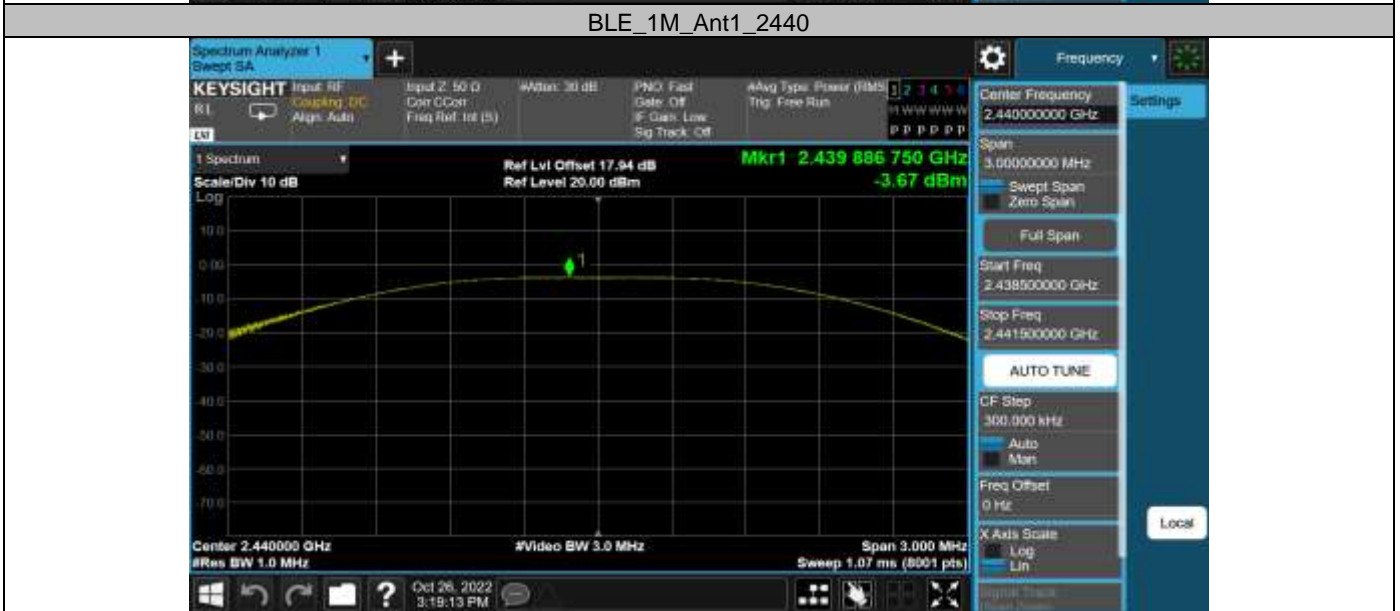 BLE_1M_Ant1_2440
Spectrum Analyzer 1
Swept SA
+
Frequency
KEYSIGHT
RL
Input: RF
Coupling: DC
Align: Auto
Input Z: 50 Ω
Corr CCorr
Freq Ref: Int (S)
#Atten: 30 dB
PNO: Fast
Gate: Off
IF Gain: Low
Sig Track: Off
#Avg Type: Power (RMS
Trig: Free Run
1 2 3 4 5 6
M W W W W W
P P P P P P
1 Spectrum
Scale/Div 10 dB
Log
Ref Lvl Offset 17.94 dB
Ref Level 20.00 dBm
Mkr1 2.439 886 750 GHz
-3.67 dBm
10.0
0.00
-10.0
-20.0
-30.0
-40.0
-50.0
-60.0
-70.0
1
Center 2.440000 GHz
#Res BW 1.0 MHz
#Video BW 3.0 MHz
Span 3.000 MHz
Sweep 1.07 ms (8001 pts)
Center Frequency
2.440000000 GHz
Settings
Span
3.00000000 MHz
Swept Span
Zero Span
Full Span
Start Freq
2.438500000 GHz
Stop Freq
2.441500000 GHz
AUTO TUNE
CF Step
300.000 kHz
Auto
Man
Freq Offset
0 Hz
X Axis Scale
Log
Lin
Local
Signal Track
?
Oct 26, 2022
3:19:13 PM